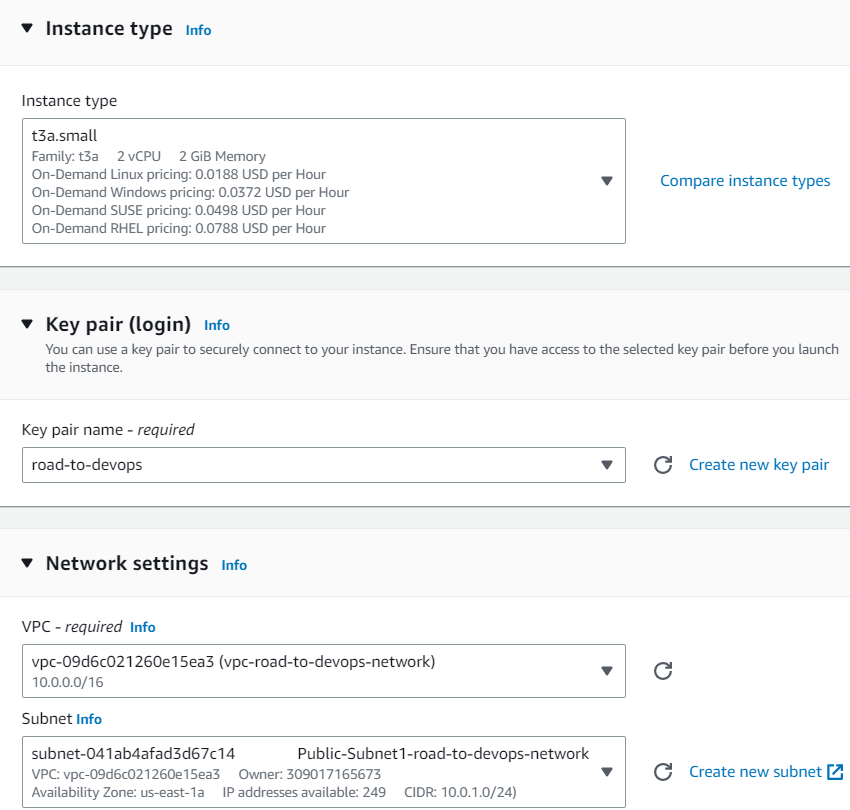 Instance type Info
Instance type
t3a.small
Family: t3a 2 vCPU 2 GiB Memory
On-Demand Linux pricing: 0.0188 USD per Hour
On-Demand Windows pricing: 0.0372 USD per Hour
On-Demand SUSE pricing: 0.0498 USD per Hour
On-Demand RHEL pricing: 0.0788 USD per Hour
Compare instance types
Key pair (login) Info
You can use a key pair to securely connect to your instance. Ensure that you have access to the selected key pair before you launch
the instance.
Key pair name - required
road-to-devops
Create new key pair
Network settings Info
VPC - required Info
vpc-09d6c021260e15ea3 (vpc-road-to-devops-network)
10.0.0.0/16
Subnet Info
subnet-041ab4afad3d67c14 Public-Subnet1-road-to-devops-network
VPC: vpc-09d6c021260e15ea3 Owner: 309017165673
Availability Zone: us-east-1a IP addresses available: 249 CIDR: 10.0.1.0/24)
Create new subnet